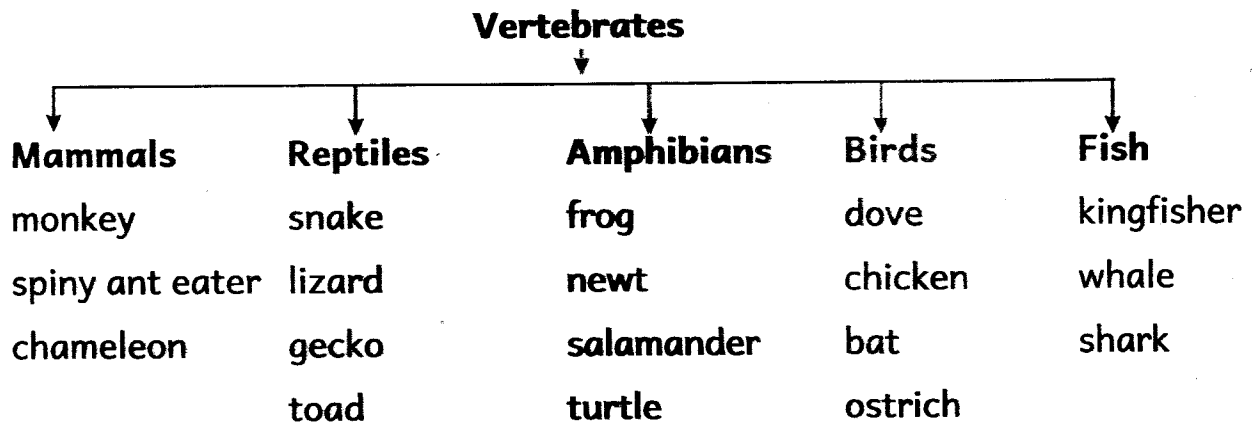 Vertebrates
Mammals Reptiles Amphibians Birds Fish
monkey snake frog dove kingfisher
spiny ant eater lizard newt chicken whale
chameleon gecko salamander bat shark
toad turtle ostrich